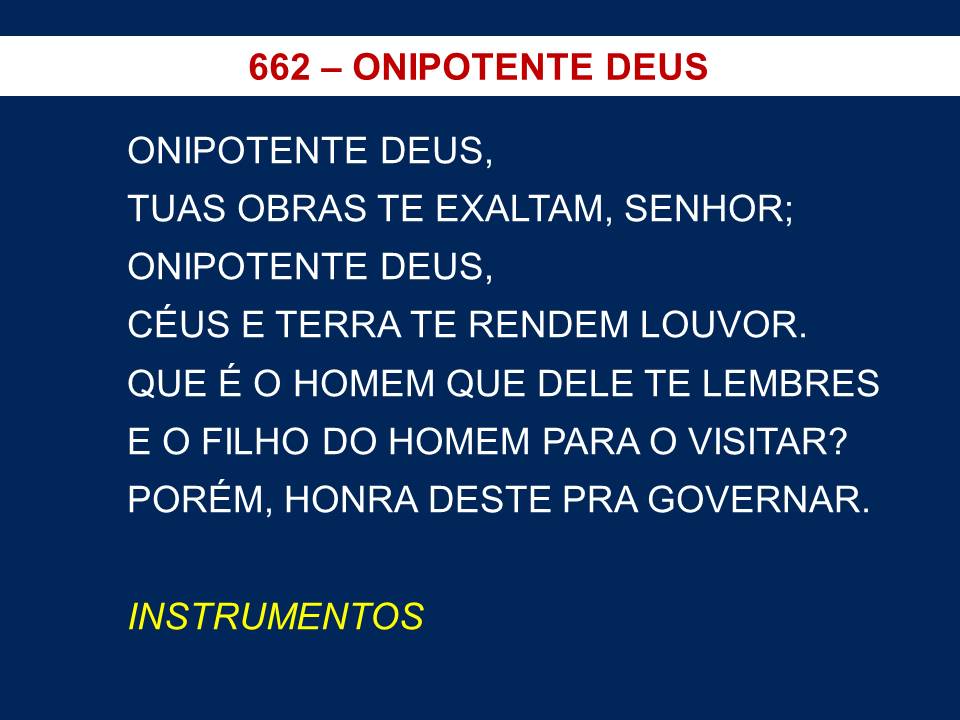 662 – ONIPOTENTE DEUS
ONIPOTENTE DEUS,
TUAS OBRAS TE EXALTAM, SENHOR;
ONIPOTENTE DEUS,
CÉUS E TERRA TE RENDEM LOUVOR.
QUE É O HOMEM QUE DELE TE LEMBRES
E O FILHO DO HOMEM PARA O VISITAR?
PORÉM, HONRA DESTE PRA GOVERNAR.
INSTRUMENTOS